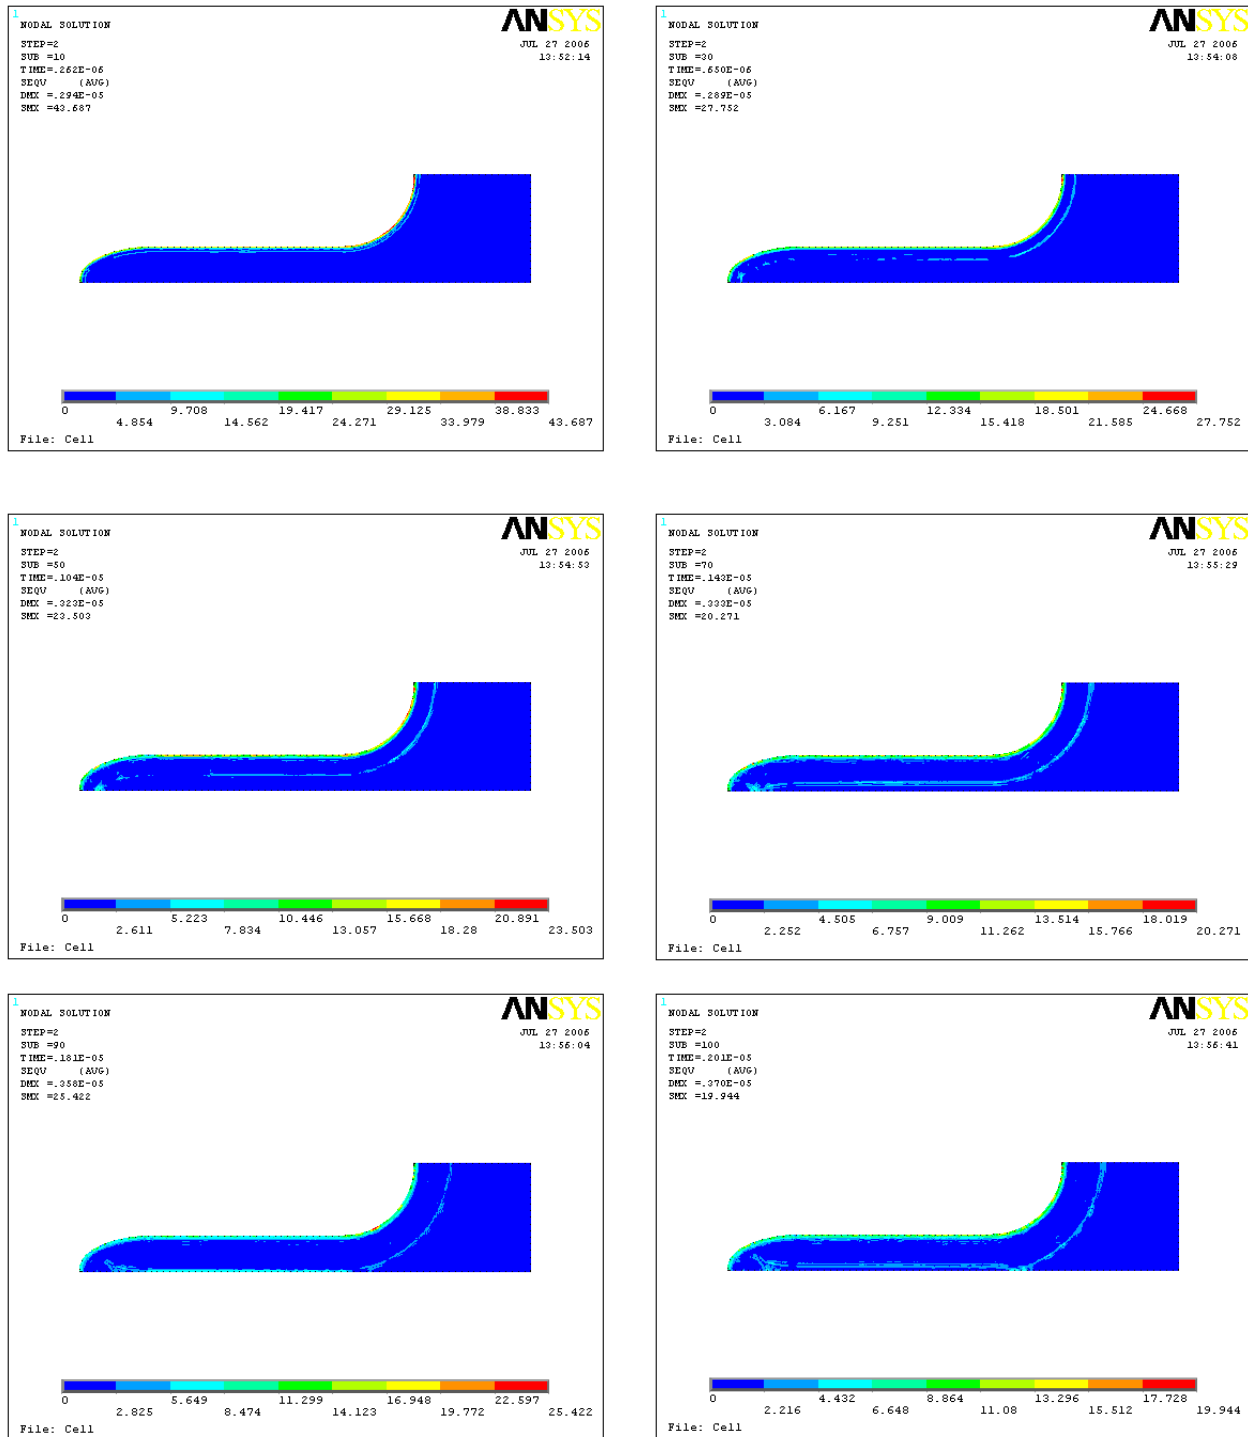 1
NODAL SOLUTION
STEP=2
SUB =10
TIME=.262E-06
SEQV (AVG)
DMX =.294E-05
SMX =43.687
ANSYS
JUL 27 2006
13:52:14
0 9.708 19.417 29.125 38.833
4.854 14.562 24.271 33.979 43.687
File: Cell
1
NODAL SOLUTION
STEP=2
SUB =30
TIME=.650E-06
SEQV (AVG)
DMX =.289E-05
SMX =27.752
ANSYS
JUL 27 2006
13:54:08
0 6.167 12.334 18.501 24.668
3.084 9.251 15.418 21.585 27.752
File: Cell
1
NODAL SOLUTION
STEP=2
SUB =50
TIME=.104E-05
SEQV (AVG)
DMX =.323E-05
SMX =23.503
ANSYS
JUL 27 2006
13:54:53
0 5.223 10.446 15.668 20.891
2.611 7.834 13.057 18.28 23.503
File: Cell
1
NODAL SOLUTION
STEP=2
SUB =70
TIME=.143E-05
SEQV (AVG)
DMX =.333E-05
SMX =20.271
ANSYS
JUL 27 2006
13:55:29
0 4.505 9.009 13.514 18.019
2.252 6.757 11.262 15.766 20.271
File: Cell
1
NODAL SOLUTION
STEP=2
SUB =90
TIME=.181E-05
SEQV (AVG)
DMX =.358E-05
SMX =25.422
ANSYS
JUL 27 2006
13:56:04
0 5.649 11.299 16.948 22.597
2.825 8.474 14.123 19.772 25.422
File: Cell
1
NODAL SOLUTION
STEP=2
SUB =100
TIME=.201E-05
SEQV (AVG)
DMX =.370E-05
SMX =19.944
ANSYS
JUL 27 2006
13:56:41
0 4.432 8.864 13.296 17.728
2.216 6.648 11.08 15.512 19.944
File: Cell